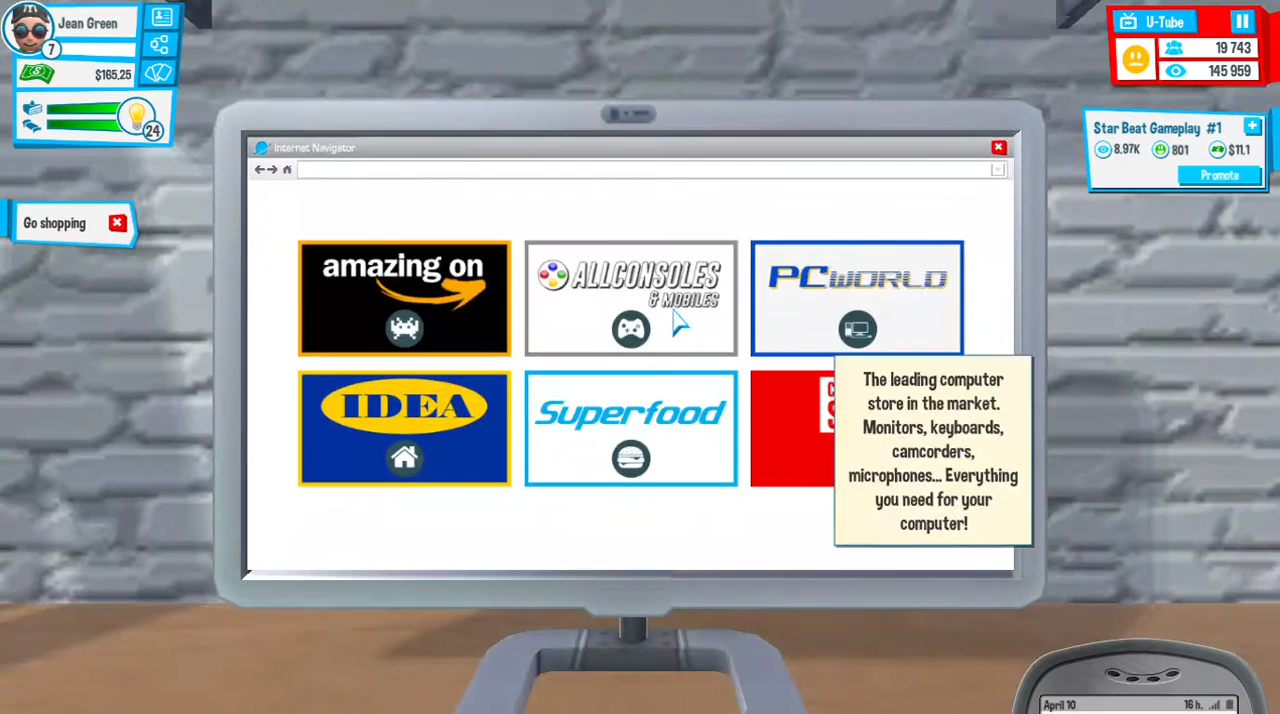 Jean Green
7
$165.25
24
Go shopping
U-Tube
19 743
145 959
Star Beat Gameplay #1
8.97K 801 $11.1
Promote
Internet Navigator
amazing on
ALLCONSOLES
& MOBILES
PC WORLD
IDEA
Superfood
The leading computer
store in the market.
Monitors, keyboards,
camcorders,
microphones... Everything
you need for your
computer!
April 10 16 h.